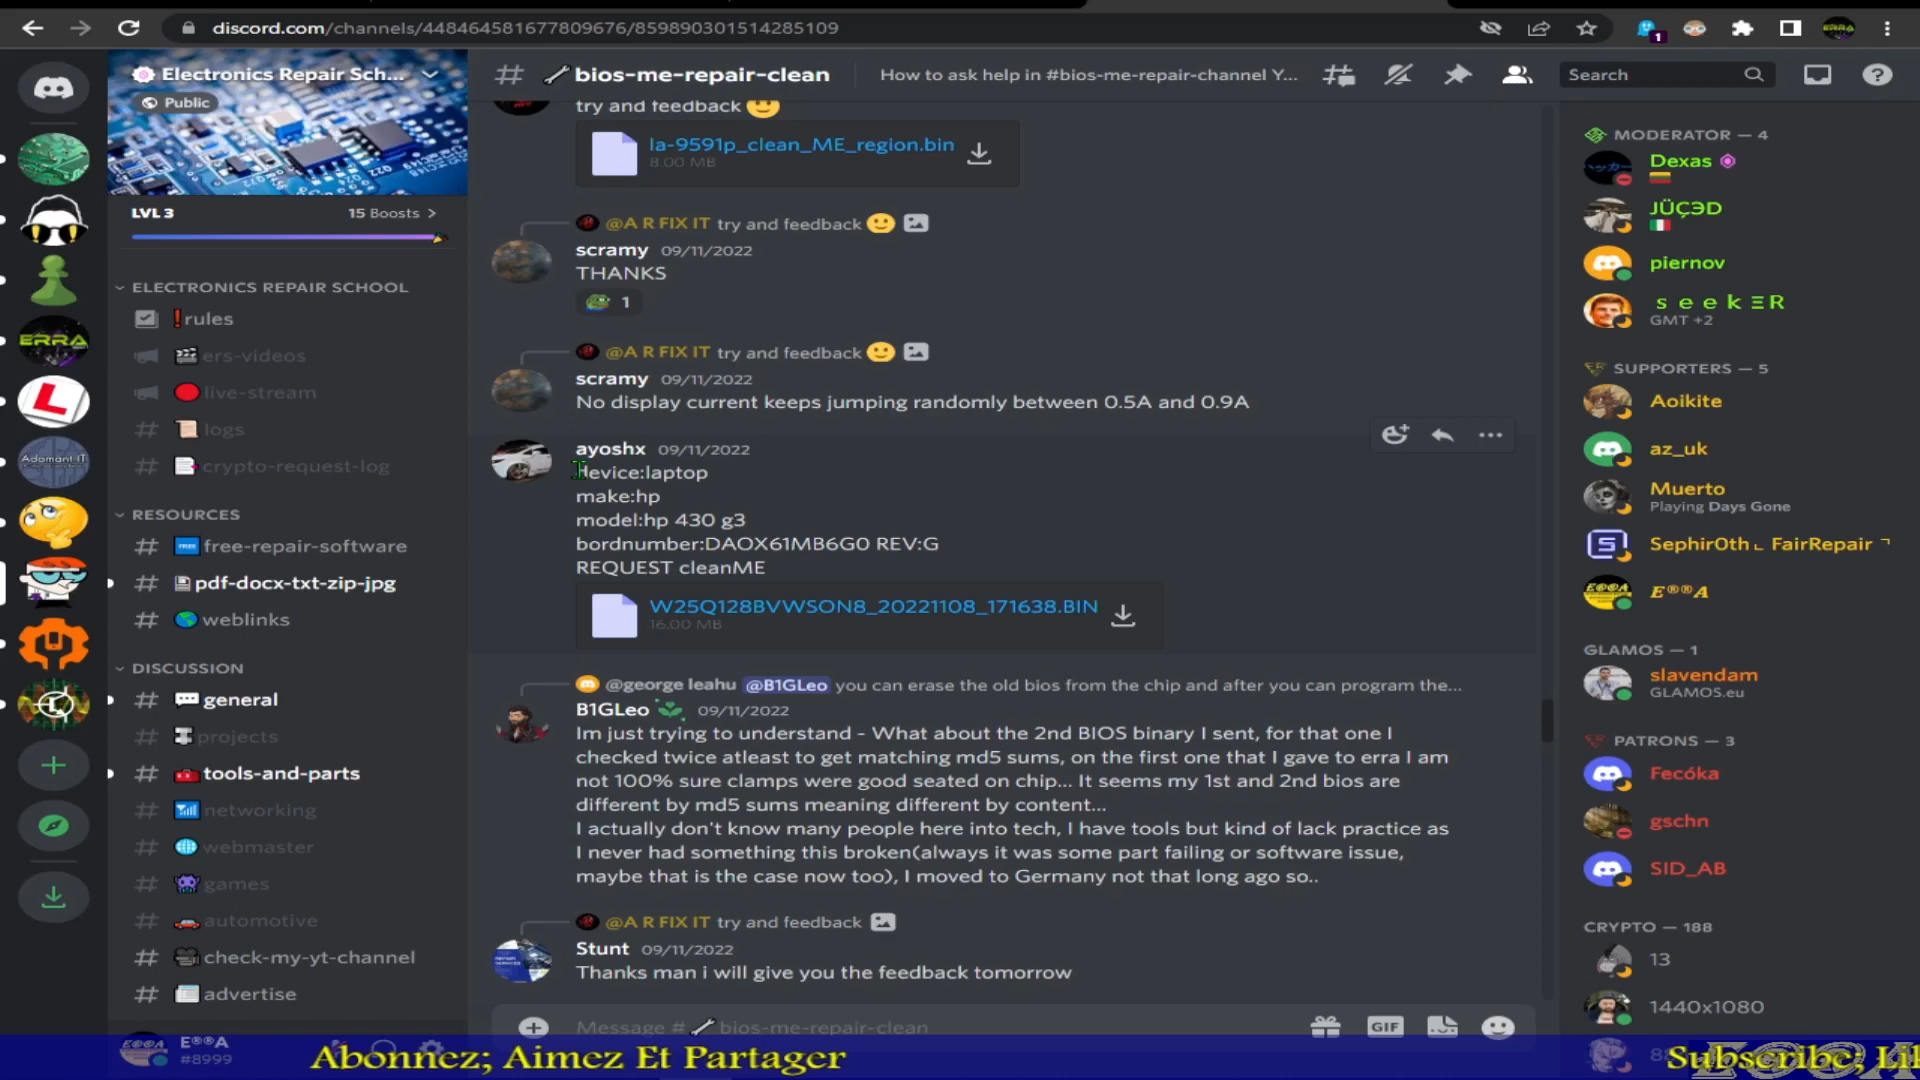 discord.com/channels/448464581677809676/859890301514285109
1
Electronics Repair Sch...
Public
LVL 3
15 Boosts >
ELECTRONICS REPAIR SCHOOL
rules
ers-videos
live-stream
logs
crypto-request-log
RESOURCES
FREE
free-repair-software
pdf-docx-txt-zip-jpg
weblinks
DISCUSSION
general
projects
tools-and-parts
networking
webmaster
games
automotive
check-my-yt-channel
advertise
E®®A
#8999
ERRA
L
Adamant IT
bios-me-repair-clean
How to ask help in #bios-me-repair-channel Y...
Search
try and feedback
la-9591p_clean_ME_region.bin
8.00 MB
@A R FIX IT try and feedback
scramy 09/11/2022
THANKS
1
@A R FIX IT try and feedback
scramy 09/11/2022
No display current keeps jumping randomly between 0.5A and 0.9A
ayoshx 09/11/2022
device:laptop
make:hp
model:hp 430 g3
bordnumber:DAOX61MB6G0 REV:G
REQUEST cleanME
W25Q128BVWSON8_20221108_171638.BIN
16.00 MB
@george leahu @B1GLeo you can erase the old bios from the chip and after you can program the...
B1GLeo 09/11/2022
Im just trying to understand - What about the 2nd BIOS binary I sent, for that one I
checked twice atleast to get matching md5 sums, on the first one that I gave to erra I am
not 100% sure clamps were good seated on chip... It seems my 1st and 2nd bios are
different by md5 sums meaning different by content...
I actually don't know many people here into tech, I have tools but kind of lack practice as
I never had something this broken(always it was some part failing or software issue,
maybe that is the case now too), I moved to Germany not that long ago so..
@A R FIX IT try and feedback
Stunt 09/11/2022
Thanks man i will give you the feedback tomorrow
Message # bios-me-repair-clean
GIF
MODERATOR — 4
Dexas
JÜÇЭD
piernov
s e e k ΞR
GMT +2
SUPPORTERS — 5
Aoikite
az_uk
Muerto
Playing Days Gone
SephirOth ⌞ FairRepair ⌝
E®®A
GLAMOS — 1
slavendam
GLAMOS.eu
PATRONS — 3
Fecóka
gschn
SID_AB
CRYPTO — 188
13
1440x1080
Abonnez; Aimez Et Partager
Subscribe; Li